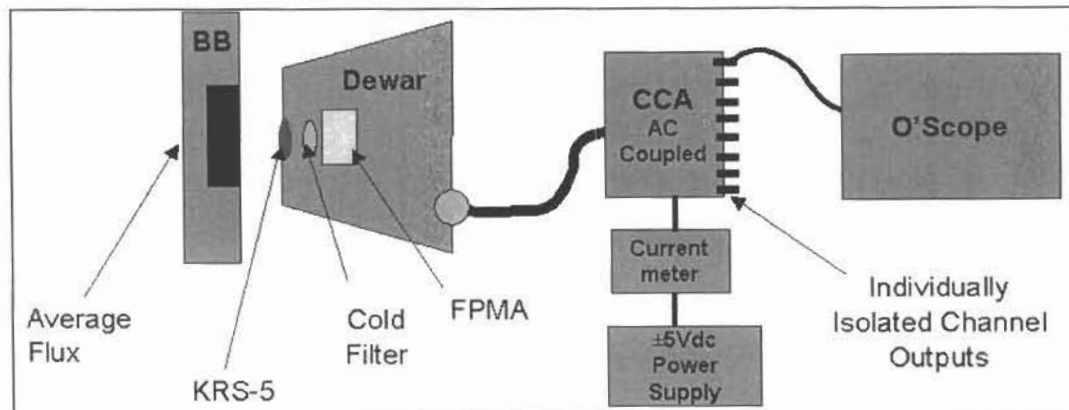 BB
Dewar
CCA
AC
Coupled
O'Scope
Current
meter
±5Vdc
Power
Supply
Average
Flux
KRS-5
Cold
Filter
FPMA
Individually
Isolated Channel
Outputs